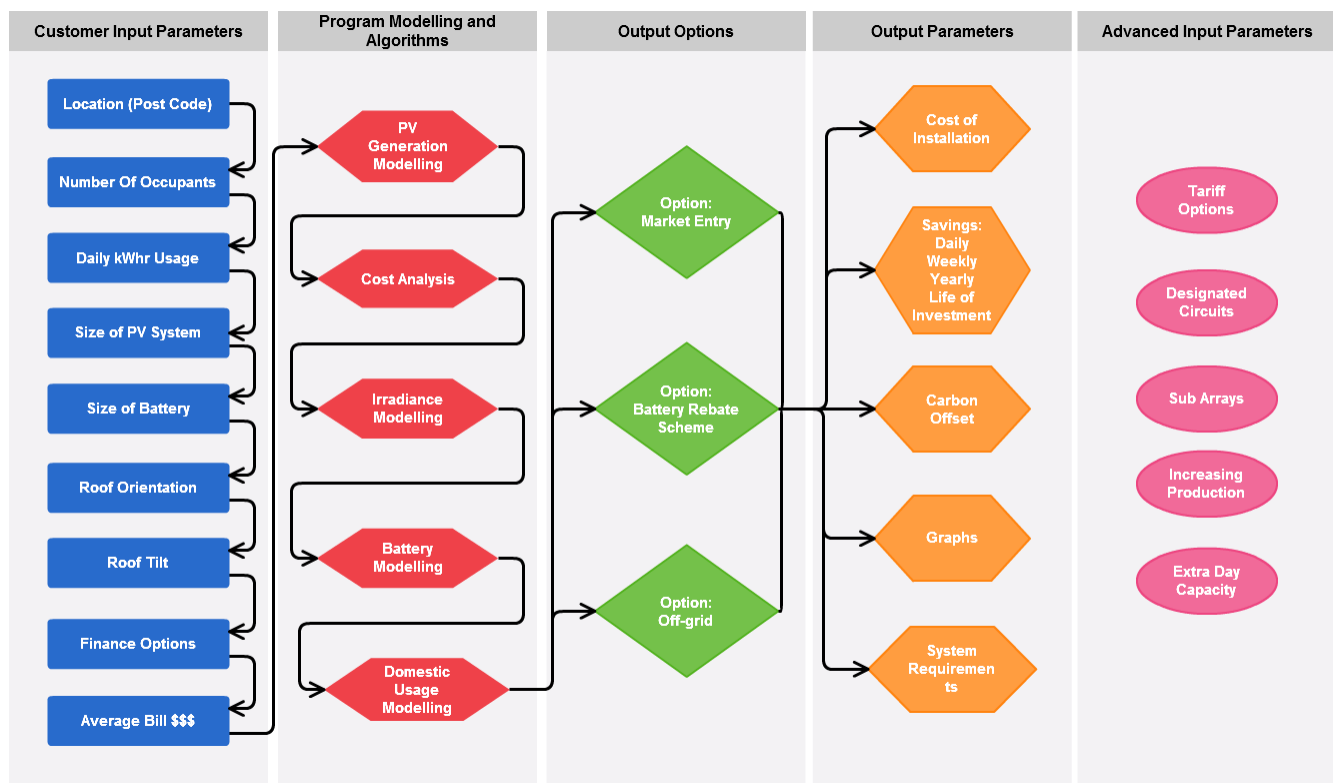 Customer Input Parameters
Program Modelling and
Algorithms
Output Options
Output Parameters
Advanced Input Parameters
Location (Post Code)
Number Of Occupants
Daily kWhr Usage
Size of PV System
Size of Battery
Roof Orientation
Roof Tilt
Finance Options
Average Bill $$$
PV
Generation
Modelling
Cost Analysis
Irradiance
Modelling
Battery
Modelling
Domestic
Usage
Modelling
Option:
Market Entry
Option:
Battery Rebate
Scheme
Option:
Off-grid
Cost of
Installation
Savings:
Daily
Weekly
Yearly
Life of
Investment
Carbon
Offset
Graphs
System
Requiremen
ts
Tariff
Options
Designated
Circuits
Sub Arrays
Increasing
Production
Extra Day
Capacity